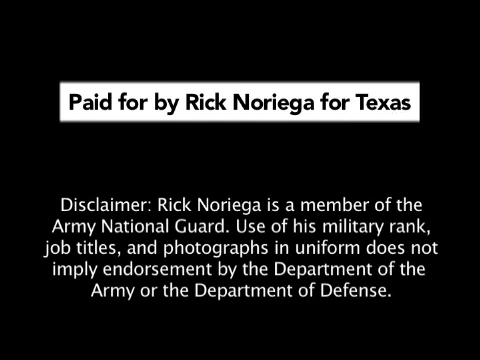 Paid for by Rick Noriega for Texas
Disclaimer: Rick Noriega is a member of the
Army National Guard. Use of his military rank,
job titles, and photographs in uniform does not
imply endorsement by the Department of the
Army or the Department of Defense.